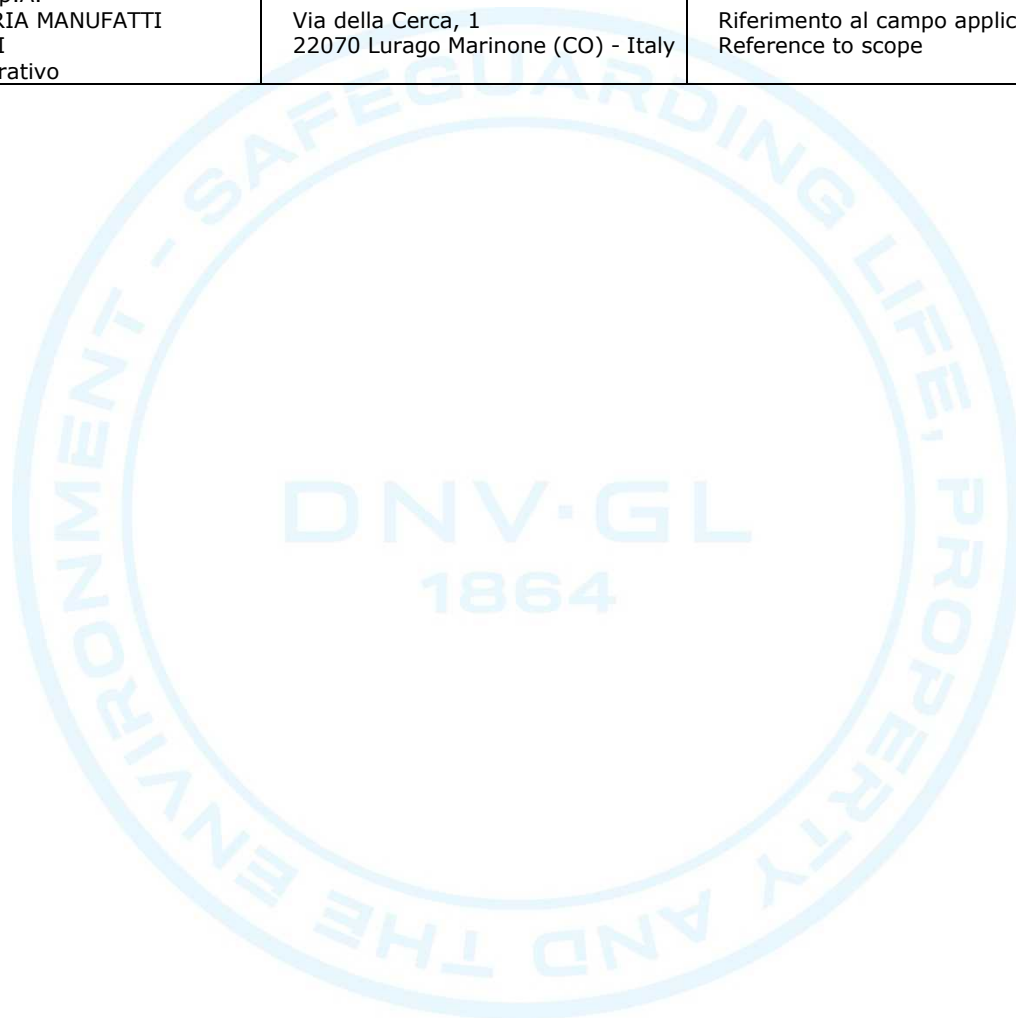 RIA MANUFATTI
rativo
Via della Cerca, 1
22070 Lurago Marinone (CO) - Italy
Riferimento al campo applic
Reference to scope
SAFEGUARDING LIFE, PROPERTY AND THE ENVIRONMENT -
DNV·GL
1864